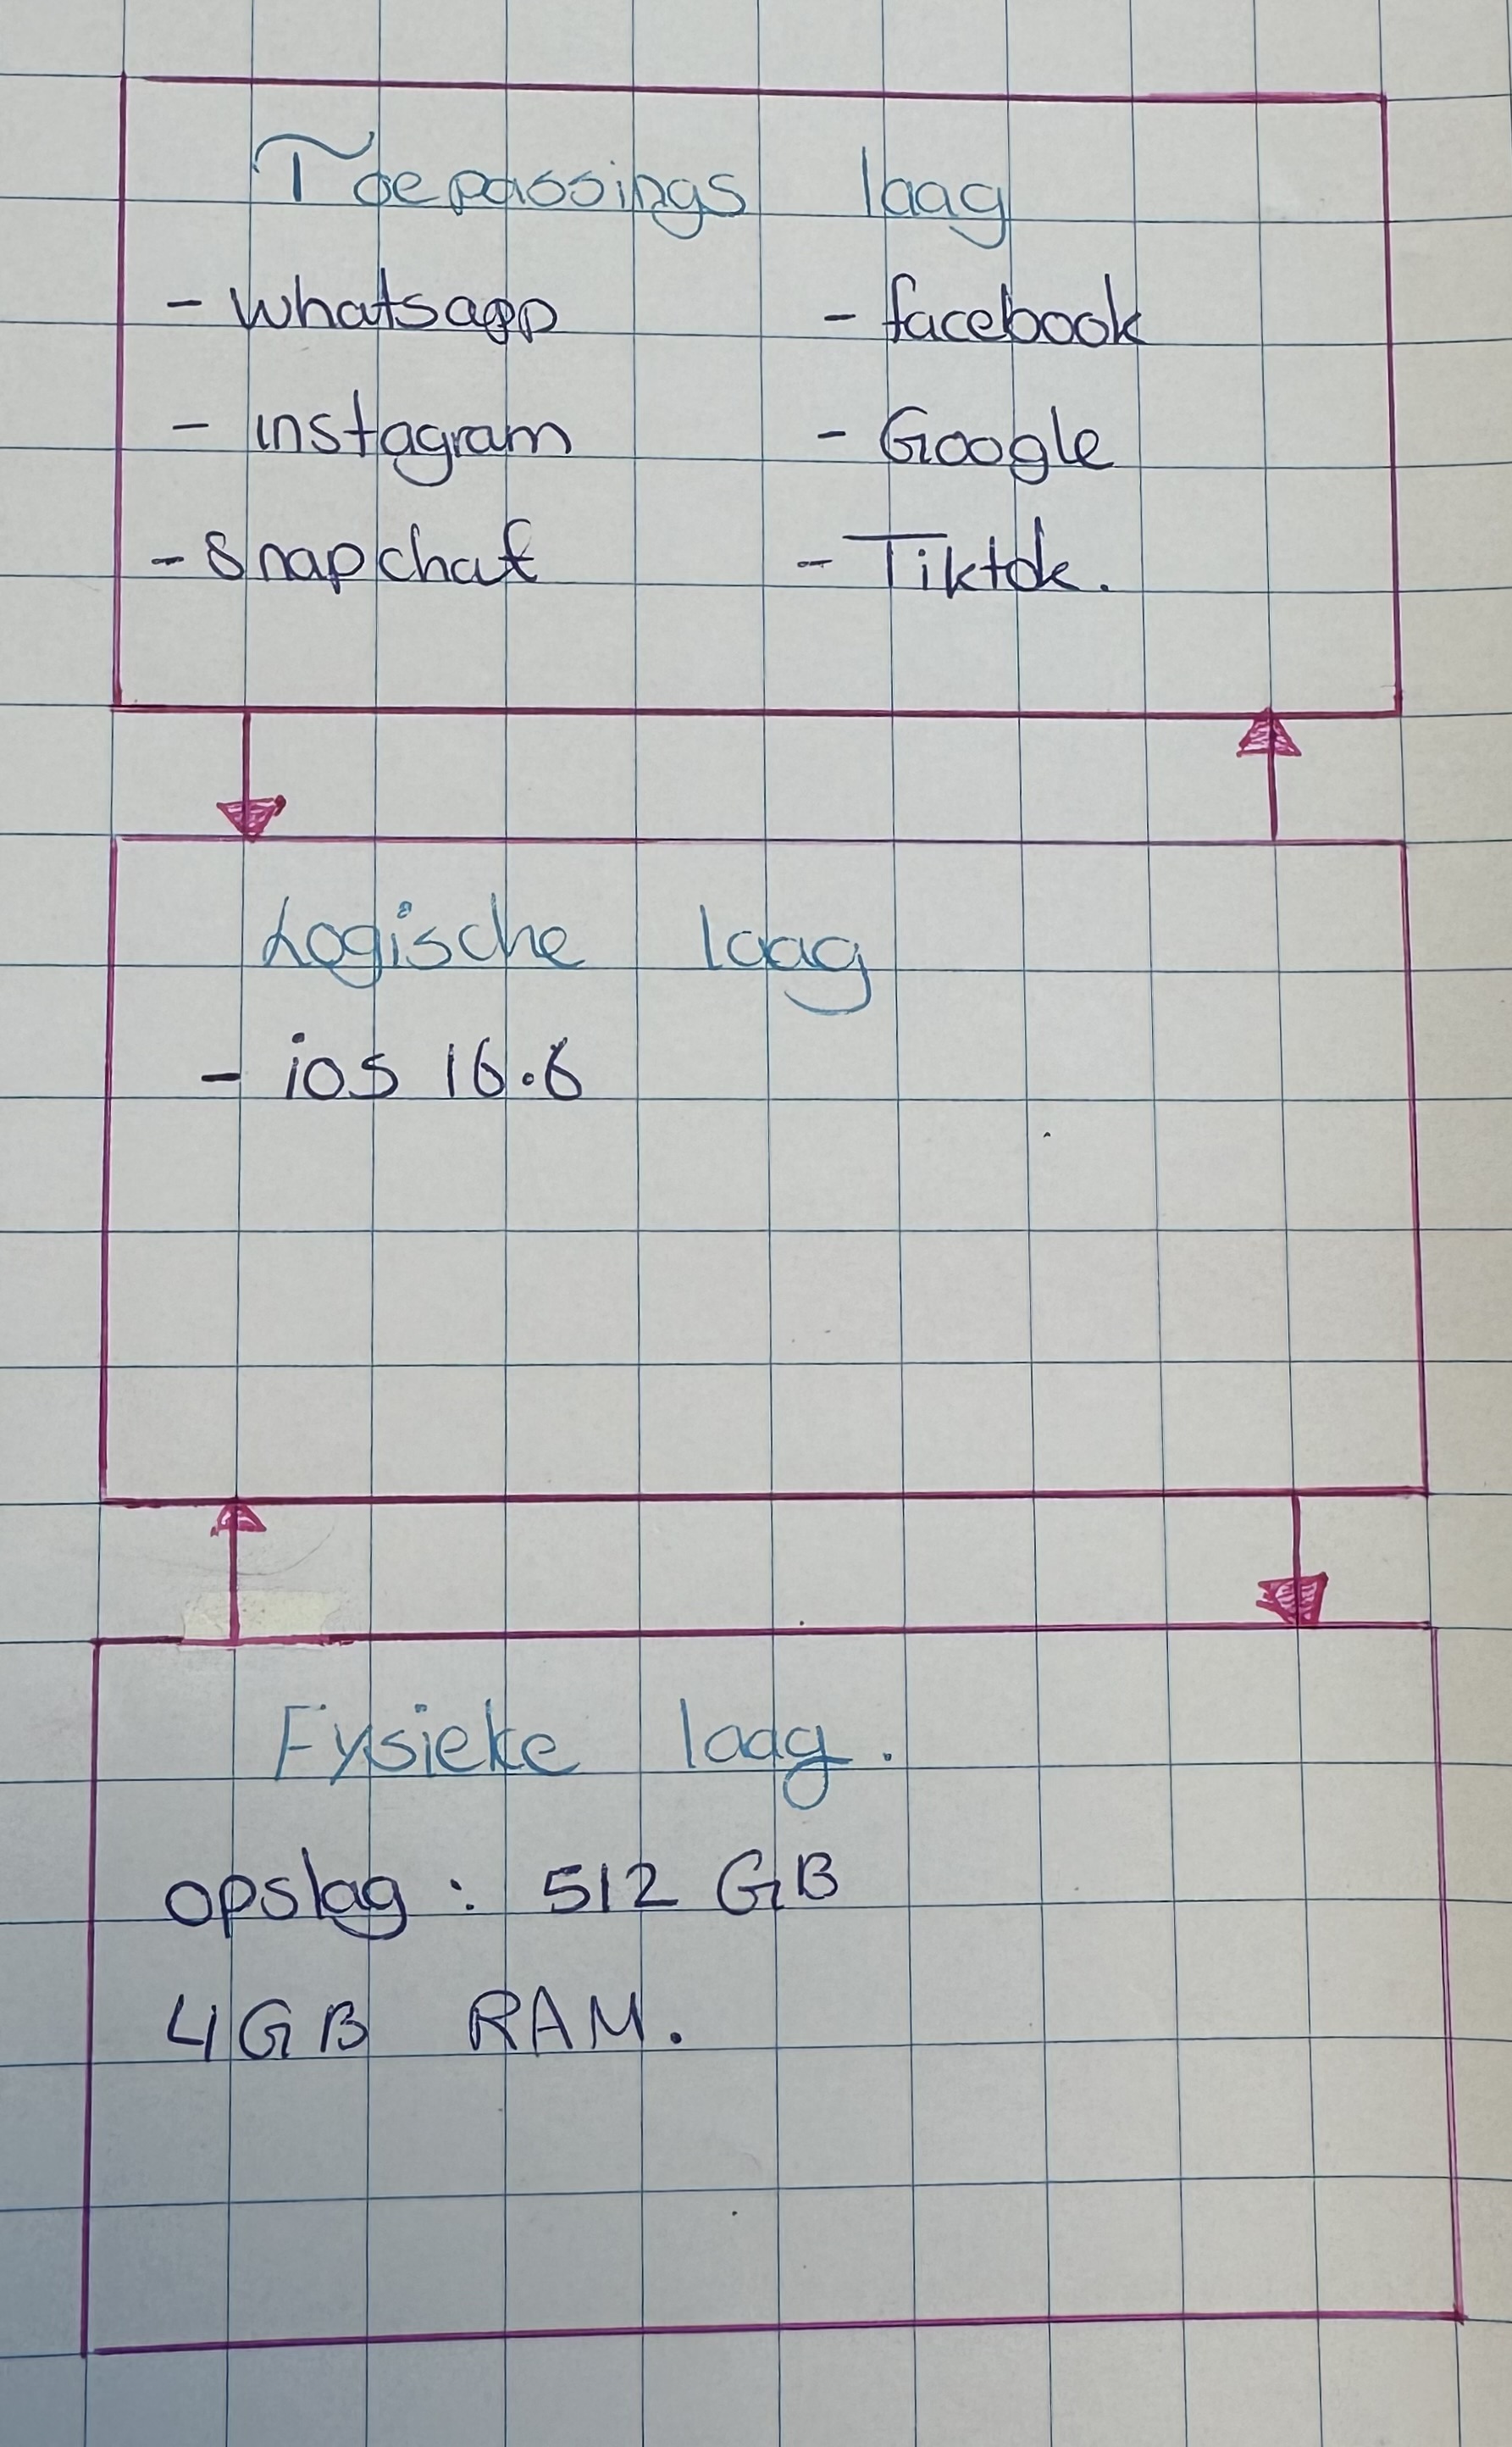 Toepassings laag
- whatsapp - facebook
- instagram - Google
- snapchat - Tiktok.
Logische laag
- ios 16.6
Fysieke laag.
opslag : 512 GB
4GB RAM.